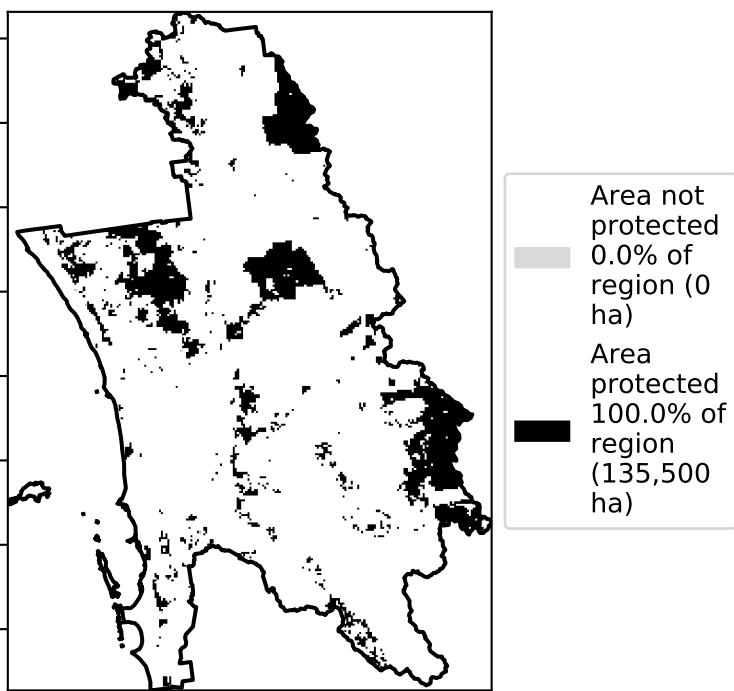 Area not
protected
0.0% of
region (0
ha)
Area
protected
100.0% of
region
(135,500
ha)